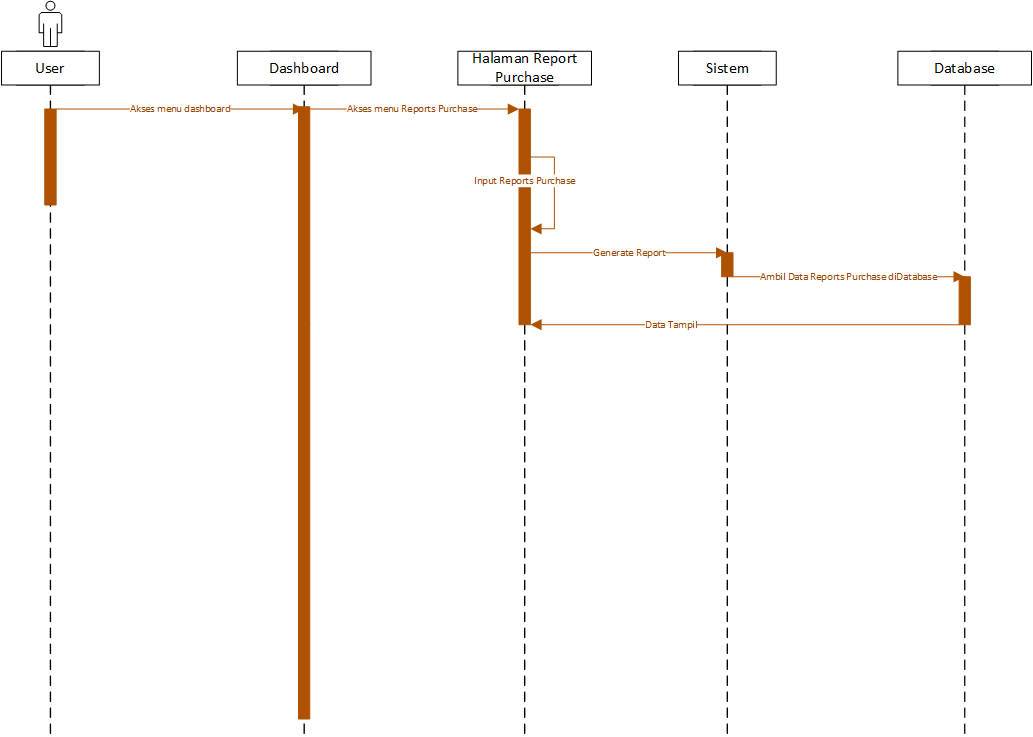 User
Dashboard
Halaman Report
Purchase
Sistem
Database
Akses menu dashboard
Akses menu Reports Purchase
Input Reports Purchase
Generate Report
Ambil Data Reports Purchase diDatabase
Data Tampil